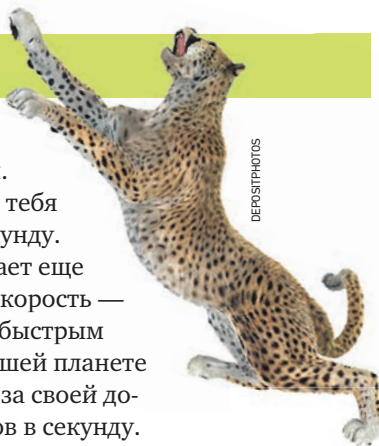 тебя
унду.
ает еще
корость —
быстрым
шей планете
за своей до-
ов в секунду.
DEPOSITPHOTOS